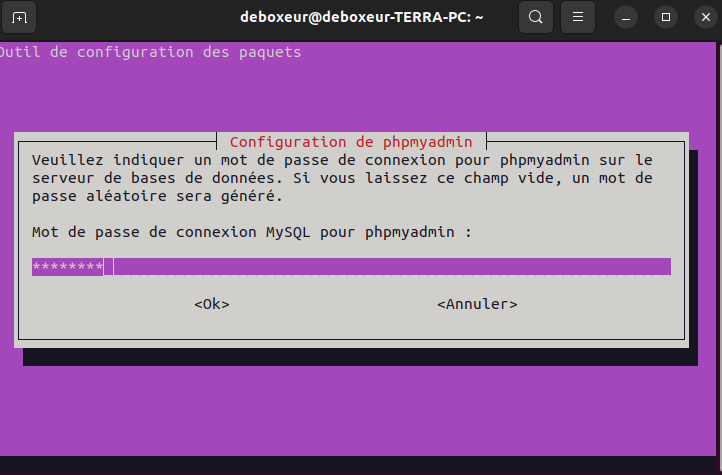 deboxeur@deboxeur-TERRA-PC: ~
Outil de configuration des paquets
Configuration de phpmyadmin
Veuillez indiquer un mot de passe de connexion pour phpmyadmin sur le
serveur de bases de données. Si vous laissez ce champ vide, un mot de
passe aléatoire sera généré.
Mot de passe de connexion MySQL pour phpmyadmin :
********
<Ok> <Annuler>